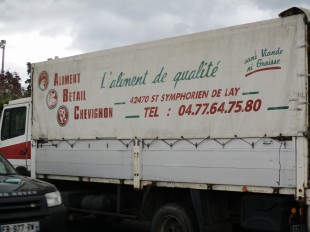 ALIMENT
BETAIL
CHEVIGNON
L'aliment de qualité
sans Viande
ni Graisse
42470 ST SYMPHORIEN DE LAY
TEL : 04.77.64.75.80